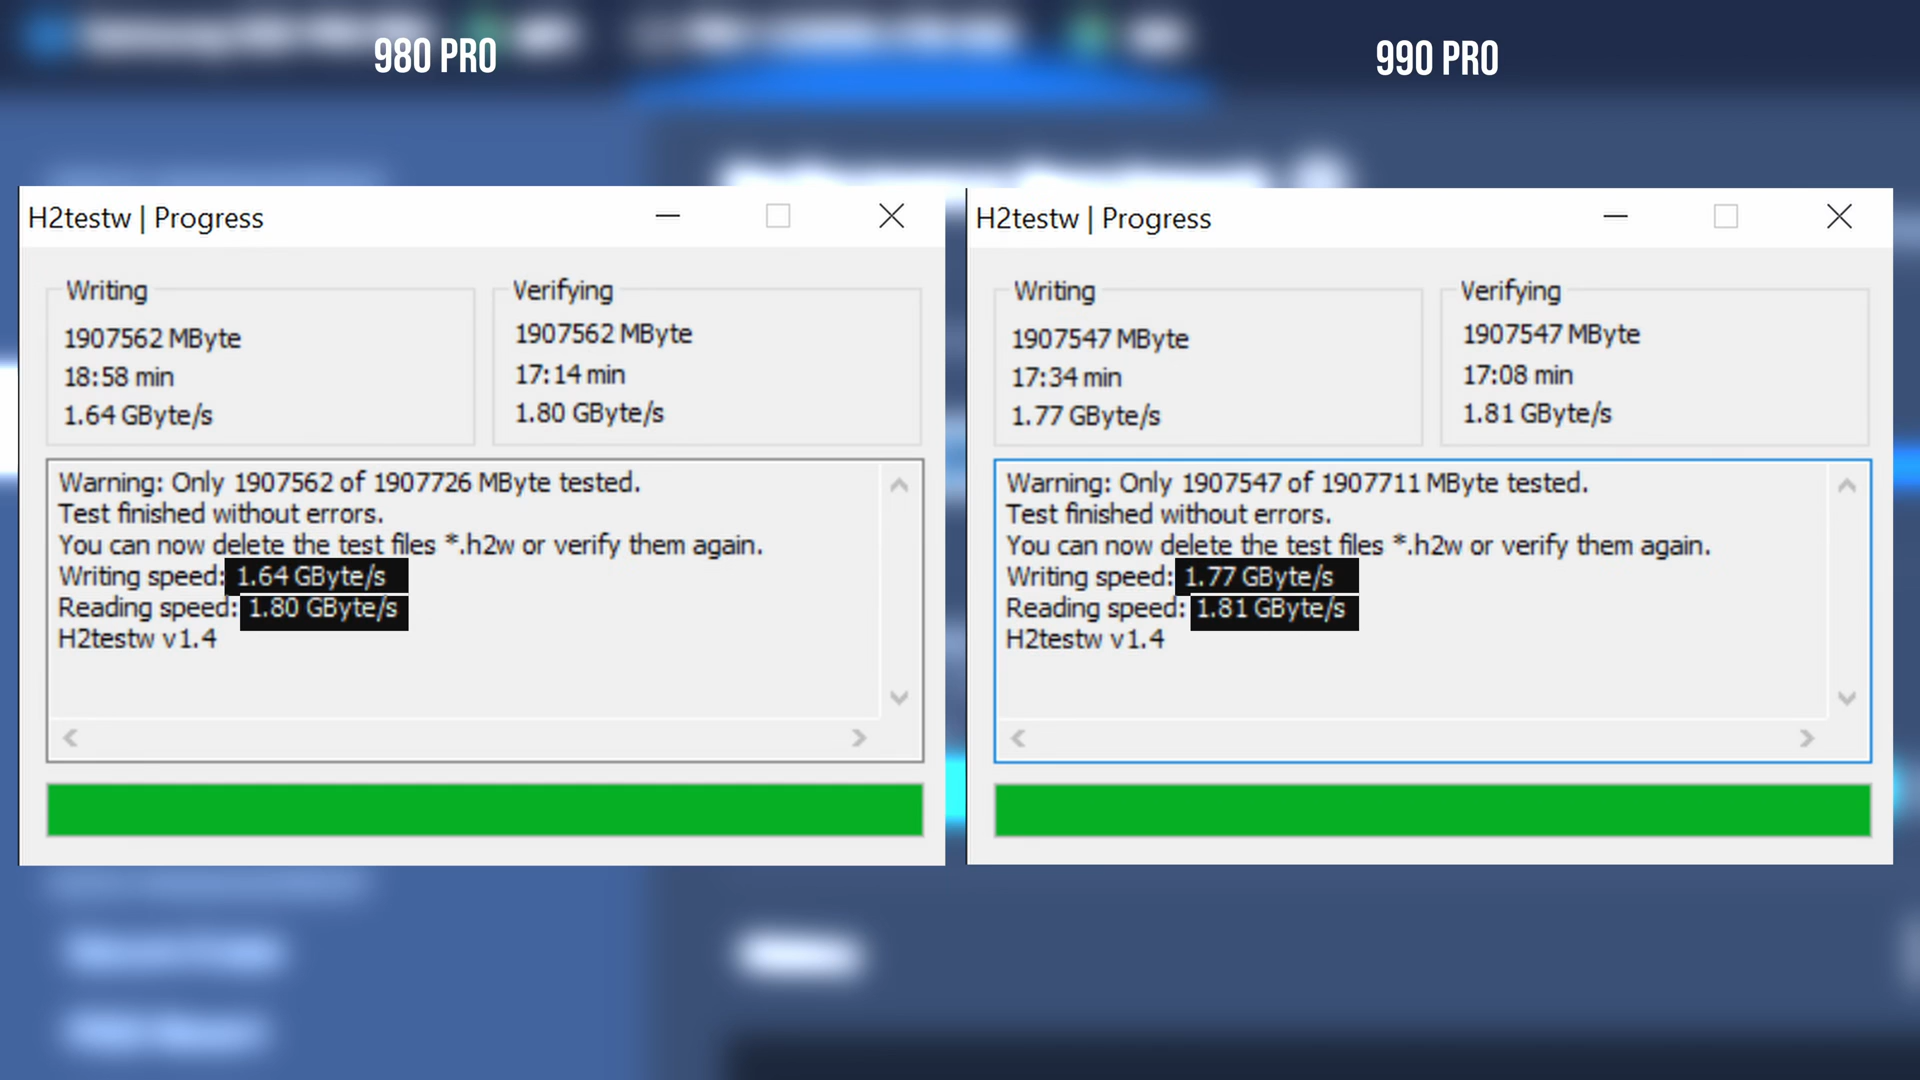 980 PRO
990 PRO
H2testw | Progress
Writing
1907562 MByte
18:58 min
1.64 GByte/s
Verifying
1907562 MByte
17:14 min
1.80 GByte/s
Warning: Only 1907562 of 1907726 MByte tested.
Test finished without errors.
You can now delete the test files *.h2w or verify them again.
Writing speed: 1.64 GByte/s
Reading speed: 1.80 GByte/s
H2testw v1.4
H2testw | Progress
Writing
1907547 MByte
17:34 min
1.77 GByte/s
Verifying
1907547 MByte
17:08 min
1.81 GByte/s
Warning: Only 1907547 of 1907711 MByte tested.
Test finished without errors.
You can now delete the test files *.h2w or verify them again.
Writing speed: 1.77 GByte/s
Reading speed: 1.81 GByte/s
H2testw v1.4